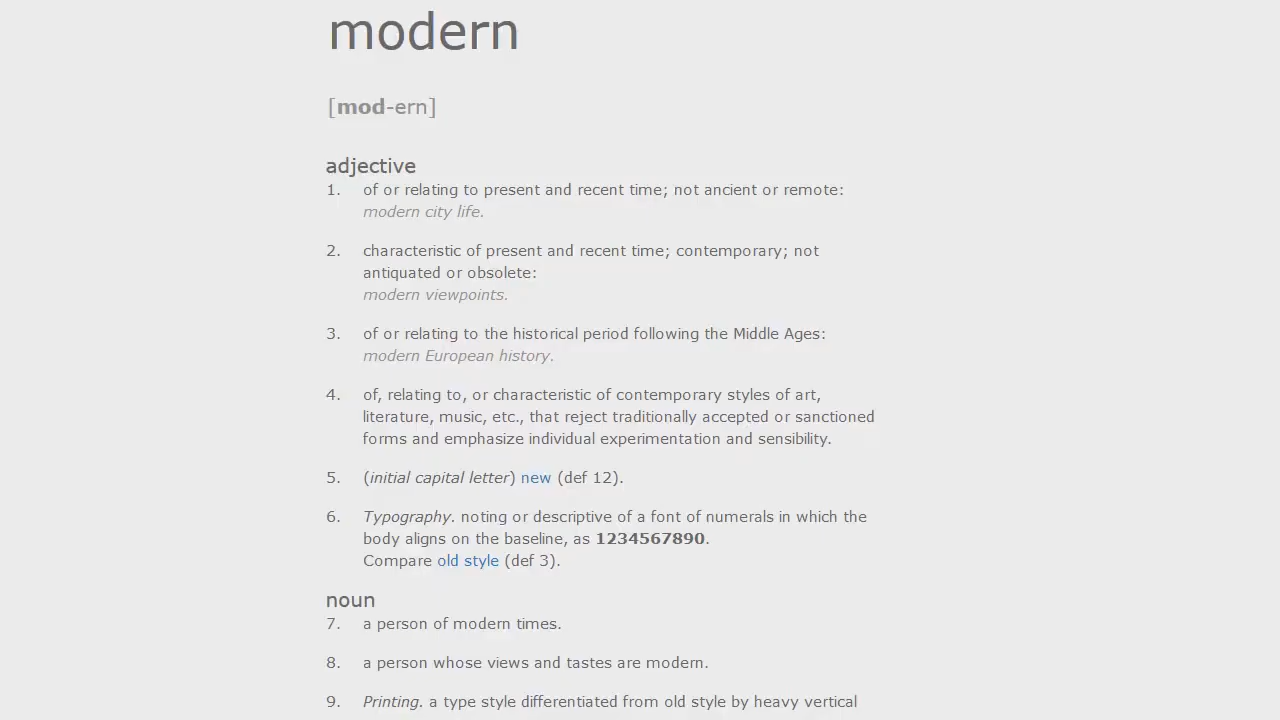 modern
[mod-ern]
adjective
1. of or relating to present and recent time; not ancient or remote:
modern city life.
2. characteristic of present and recent time; contemporary; not
antiquated or obsolete:
modern viewpoints.
3. of or relating to the historical period following the Middle Ages:
modern European history.
4. of, relating to, or characteristic of contemporary styles of art,
literature, music, etc., that reject traditionally accepted or sanctioned
forms and emphasize individual experimentation and sensibility.
5. (initial capital letter) new (def 12).
6. Typography. noting or descriptive of a font of numerals in which the
body aligns on the baseline, as 1234567890.
Compare old style (def 3).
noun
7. a person of modern times.
8. a person whose views and tastes are modern.
9. Printing. a type style differentiated from old style by heavy vertical